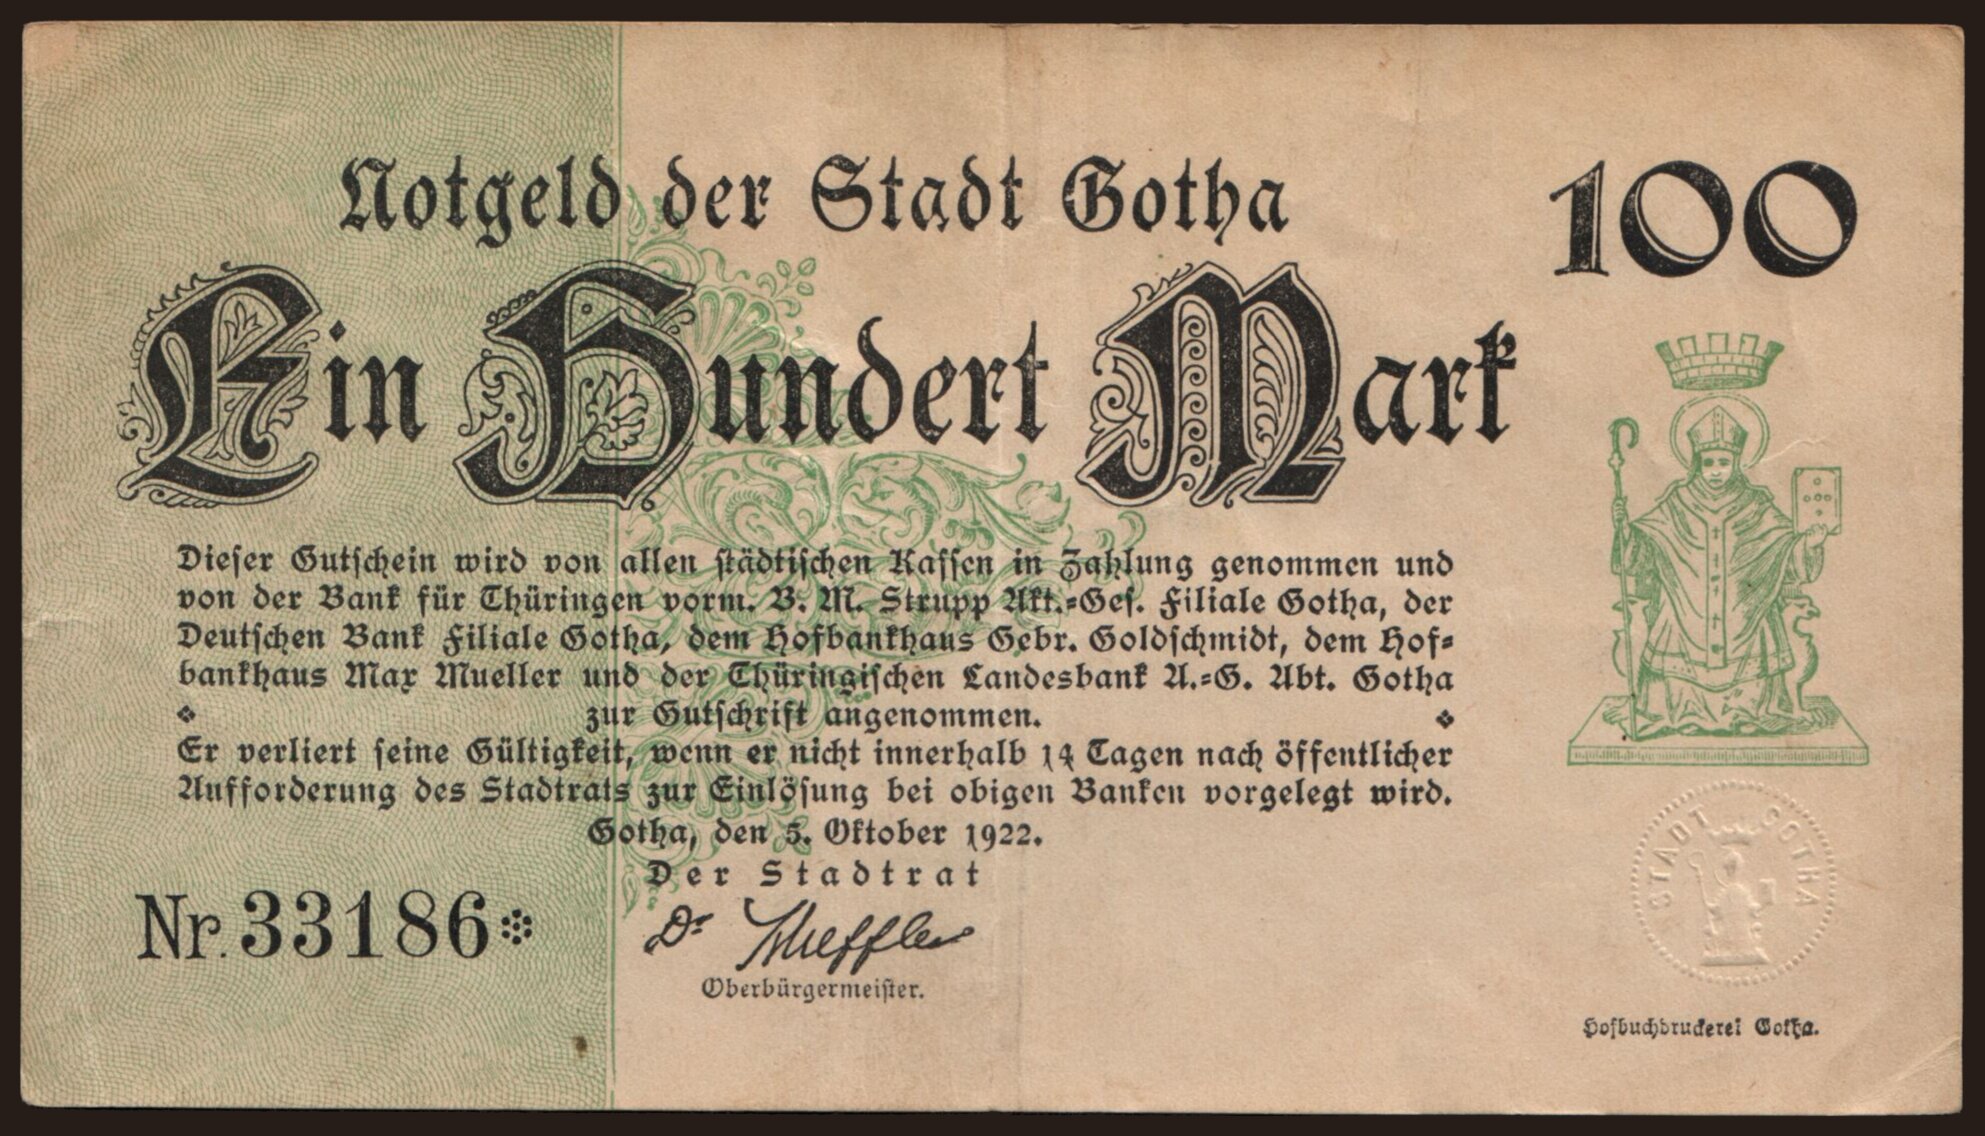 Notgeld der Stadt Gotha
100
Ein Hundert Mark
Dieser Gutschein wird von allen städtischen Kassen in Zahlung genommen und
von der Bank für Thüringen vorm. B. M. Strupp Akt.=Ges. Filiale Gotha, der
Deutschen Bank Filiale Gotha, dem Hofbankhaus Gebr. Goldschmidt, dem Hof=
bankhaus Max Mueller und der Thüringischen Landesbank A.=G. Abt. Gotha
zur Gutschrift angenommen.
Er verliert seine Gültigkeit, wenn er nicht innerhalb 14 Tagen nach öffentlicher
Aufforderung des Stadtrats zur Einlösung bei obigen Banken vorgelegt wird.
Gotha, den 5. Oktober 1922.
Der Stadtrat
Nr. 33186*
Dr
Oberbürgermeister.
STADT GOTHA
Hofbuchdruckerei Gotha.